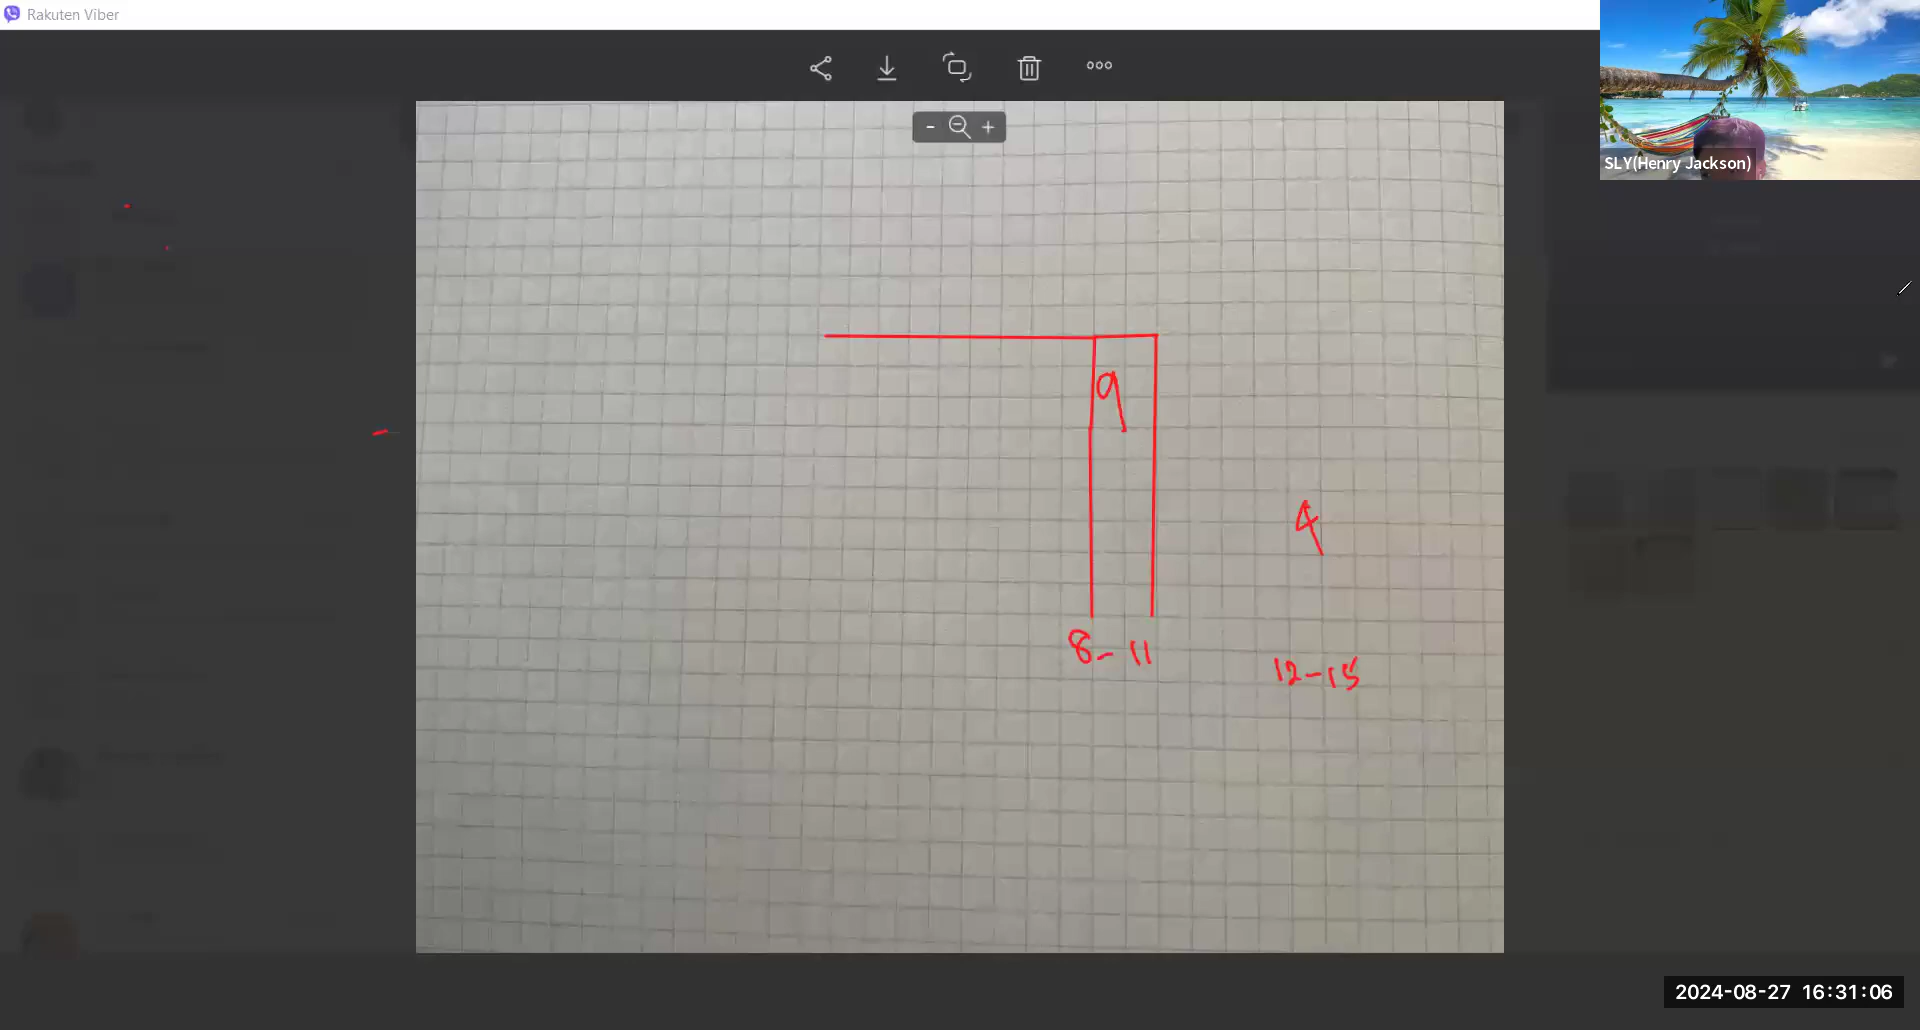 Rakuten Viber
SLY(Henry Jackson)
9
4
8-11
12-15
2024-08-27 16:31:06